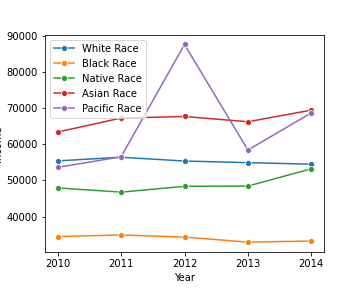 90000
80000
70000
60000
50000
40000
White Race
Black Race
Native Race
Asian Race
Pacific Race
2010 2011 2012 2013 2014
Year